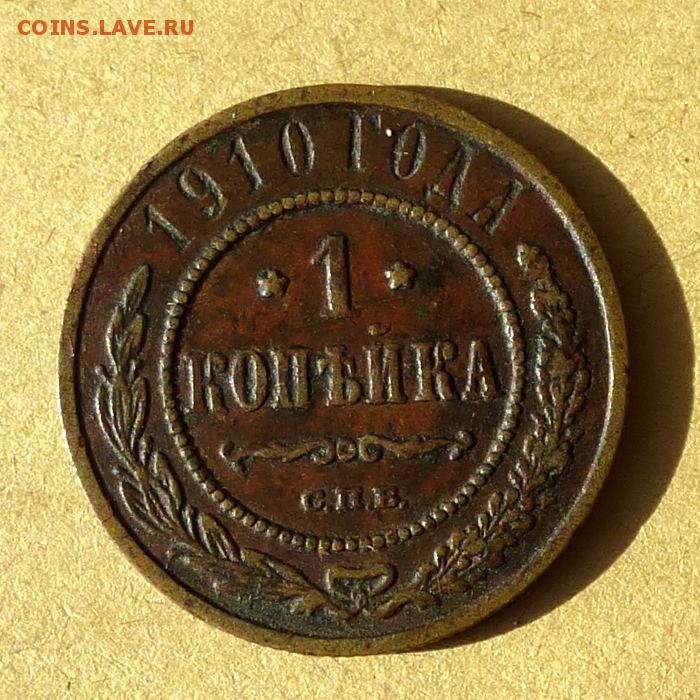 COINS.LAVE.RU
1910 ГОДА
1
КОПѢЙКА
С.П.Б.